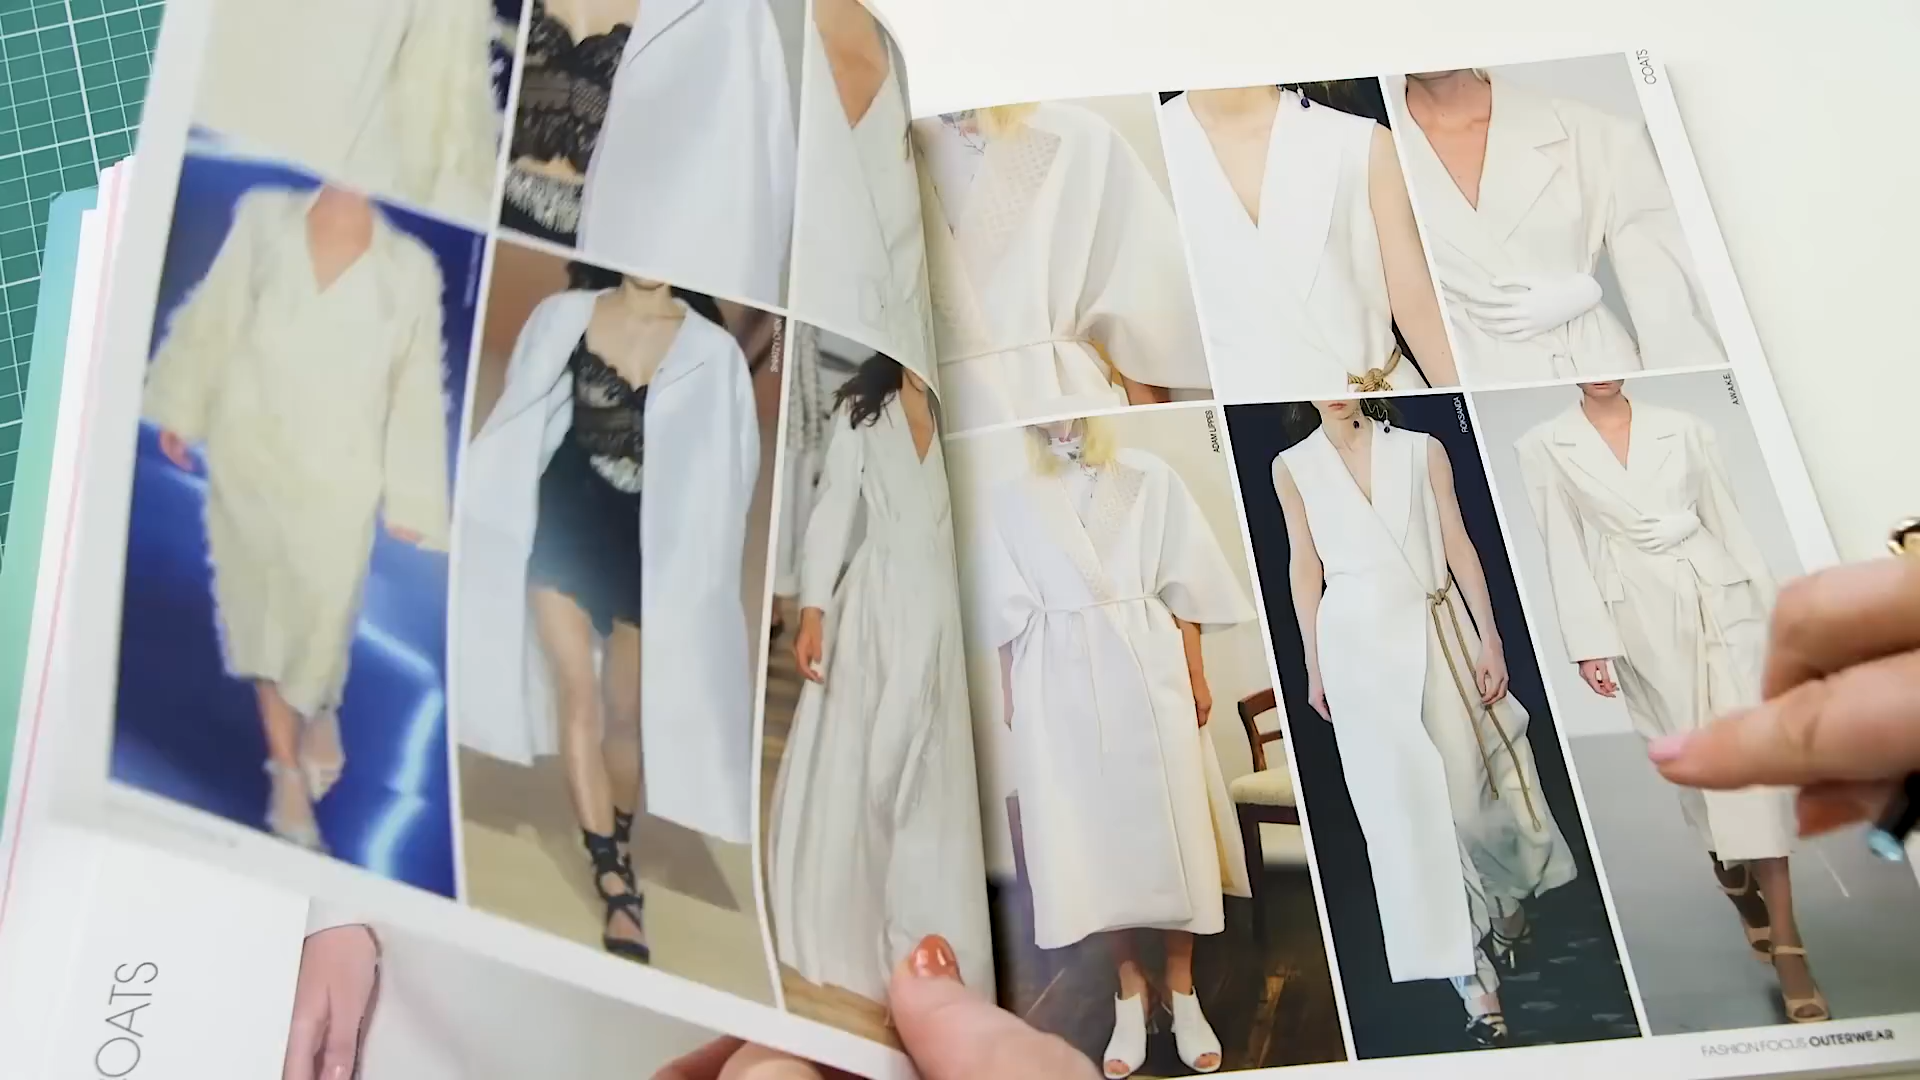 COATS
SHIATZY CHEN
ADAM LIPPES
ROKSANDA
A.W.A.K.E.
FASHION FOCUS OUTERWEAR
COATS